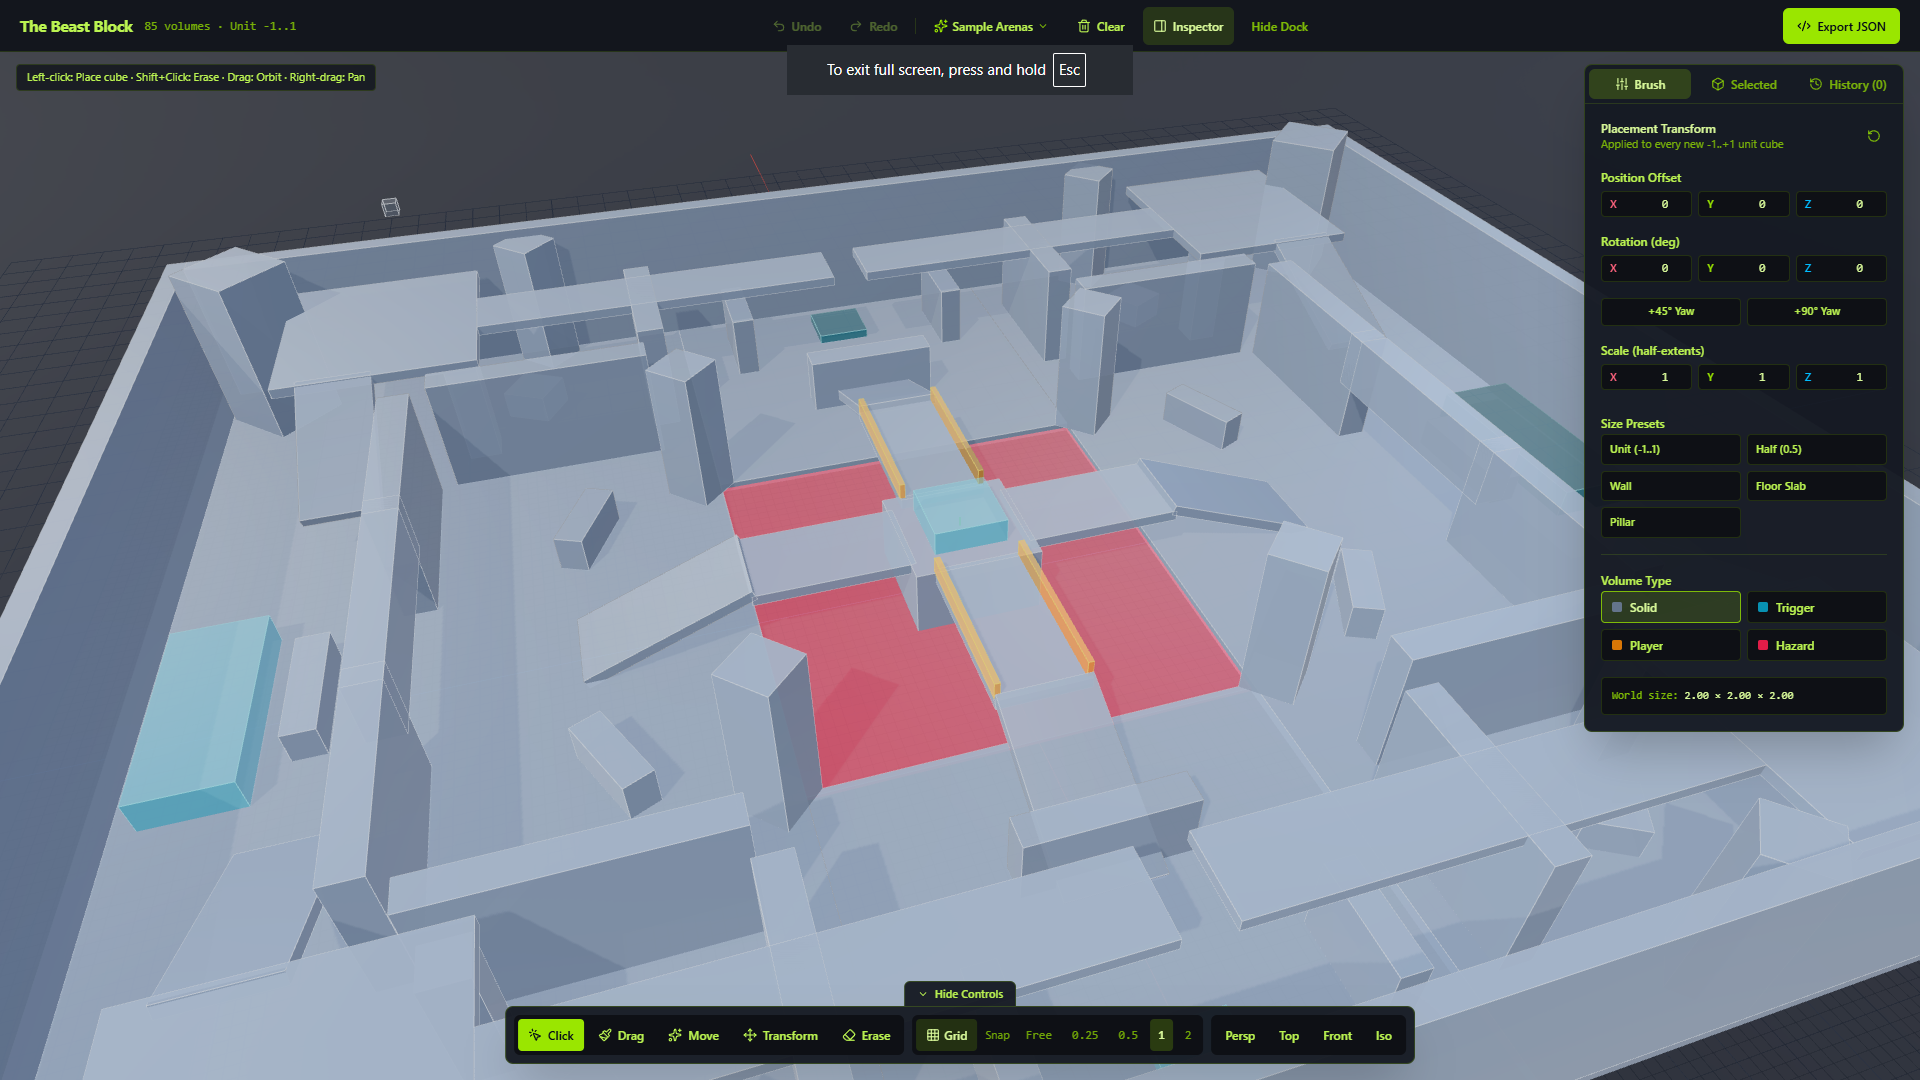 The Beast Block 85 volumes · Unit -1..1
Undo Redo Sample Arenas Clear Inspector Hide Dock
Export JSON
Left-click: Place cube · Shift+Click: Erase · Drag: Orbit · Right-drag: Pan
To exit full screen, press and hold Esc
Brush Selected History (0)
Placement Transform
Applied to every new -1..+1 unit cube
Position Offset
X 0 Y 0 Z 0
Rotation (deg)
X 0 Y 0 Z 0
+45° Yaw +90° Yaw
Scale (half-extents)
X 1 Y 1 Z 1
Size Presets
Unit (-1..1) Half (0.5)
Wall Floor Slab
Pillar
Volume Type
Solid Trigger
Player Hazard
World size: 2.00 × 2.00 × 2.00
Hide Controls
Click Drag Move Transform Erase Grid Snap Free 0.25 0.5 1 2 Persp Top Front Iso